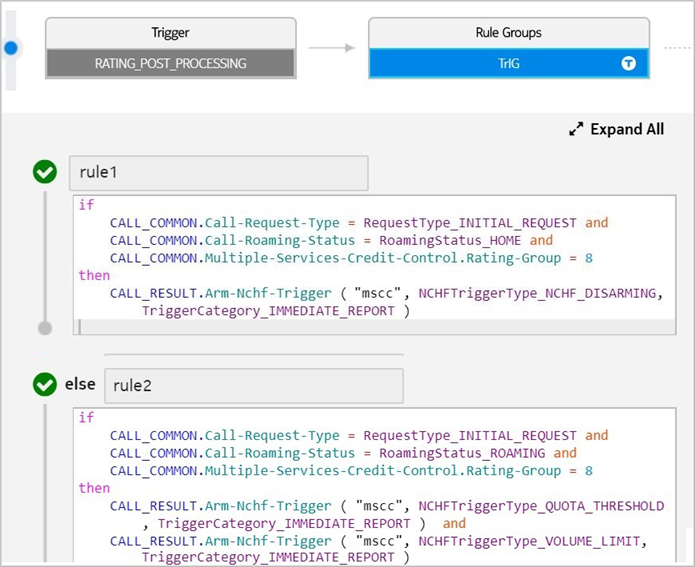 Trigger
RATING_POST_PROCESSING
Rule Groups
TrIG
T
Expand All
rule1
if
CALL_COMMON.Call-Request-Type = RequestType_INITIAL_REQUEST and
CALL_COMMON.Call-Roaming-Status = RoamingStatus_HOME and
CALL_COMMON.Multiple-Services-Credit-Control.Rating-Group = 8
then
CALL_RESULT.Arm-Nchf-Trigger ( "mscc", NCHFTriggerType_NCHF_DISARMING,
TriggerCategory_IMMEDIATE_REPORT )
else rule2
if
CALL_COMMON.Call-Request-Type = RequestType_INITIAL_REQUEST and
CALL_COMMON.Call-Roaming-Status = RoamingStatus_ROAMING and
CALL_COMMON.Multiple-Services-Credit-Control.Rating-Group = 8
then
CALL_RESULT.Arm-Nchf-Trigger ( "mscc", NCHFTriggerType_QUOTA_THRESHOLD
, TriggerCategory_IMMEDIATE_REPORT ) and
CALL_RESULT.Arm-Nchf-Trigger ( "mscc", NCHFTriggerType_VOLUME_LIMIT,
TriggerCategory_IMMEDIATE_REPORT )